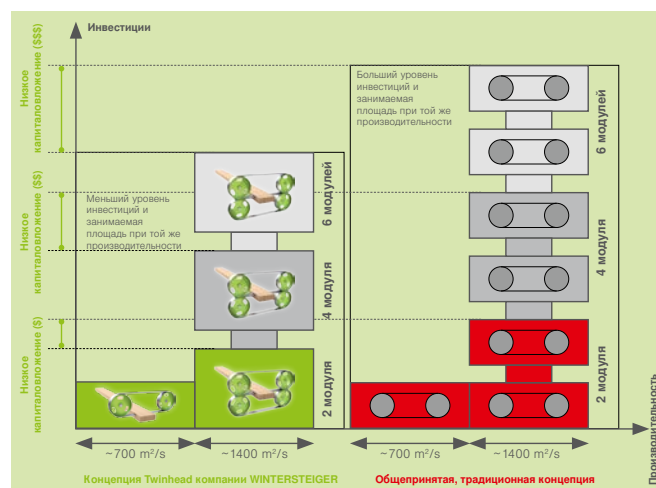 Инвестиции
Низкое
капиталовложение ($$$)
Низкое
капиталовложение ($$)
Низкое
капиталовложение ($)
Меньший уровень
инвестиций и
занимаемая
площадь при той же
производительности
6 модулей
4 модуля
2 модуля
Больший уровень
инвестиций и
занимаемая
площадь при той же
производительности
6 модулей
4 модуля
2 модуля
Производительность
~700 m²/s
~1400 m²/s
~700 m²/s
~1400 m²/s
Концепция Twinhead компании WINTERSTEIGER
Общепринятая, традиционная концепция